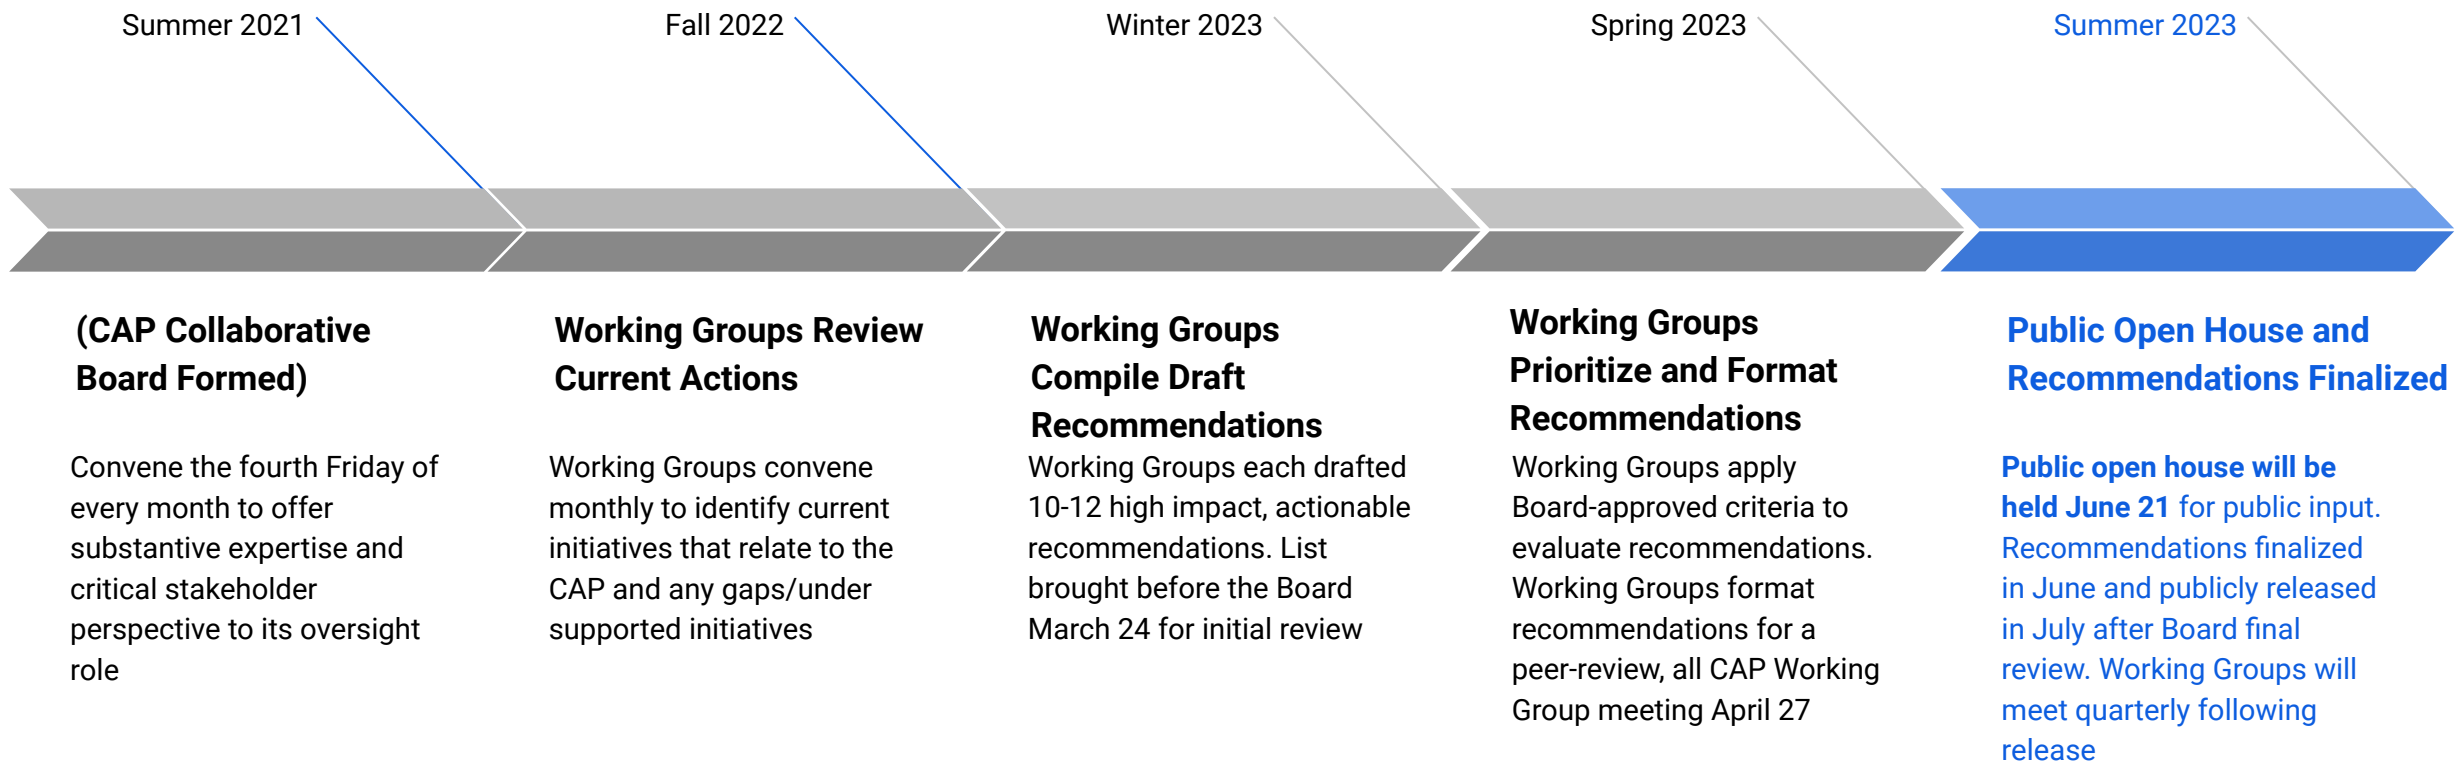 Summer 2021
Fall 2022
Winter 2023
Spring 2023
Summer 2023
(CAP Collaborative
Board Formed)
Convene the fourth Friday of
every month to offer
substantive expertise and
critical stakeholder
perspective to its oversight
role
Working Groups Review
Current Actions
Working Groups convene
monthly to identify current
initiatives that relate to the
CAP and any gaps/under
supported initiatives
Working Groups
Compile Draft
Recommendations
Working Groups each drafted
10-12 high impact, actionable
recommendations. List
brought before the Board
March 24 for initial review
Working Groups
Prioritize and Format
Recommendations
Working Groups apply
Board-approved criteria to
evaluate recommendations.
Working Groups format
recommendations for a
peer-review, all CAP Working
Group meeting April 27
Public Open House and
Recommendations Finalized
Public open house will be
held June 21 for public input.
Recommendations finalized
in June and publicly released
in July after Board final
review. Working Groups will
meet quarterly following
release